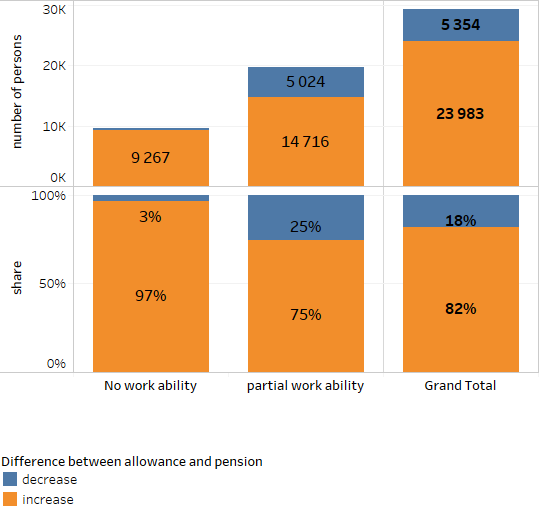 number of persons
30K
20K
10K
0K
5 354
23 983
5 024
14 716
9 267
share
100%
50%
0%
3%
97%
25%
75%
18%
82%
No work ability
partial work ability
Grand Total
Difference between allowance and pension
decrease
increase